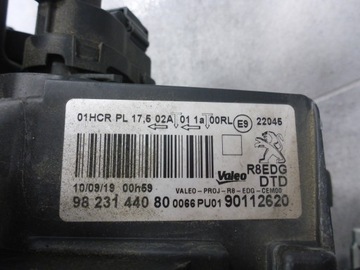 01HCR PL 17,5 02A 01 1a 00RL E9 22045
R8EDG
DTD
Valeo
10/09/19 00h59
VALEO-PROJ-R8-EDG-CEM00
98 231 440 80 0066 PU01 90112620